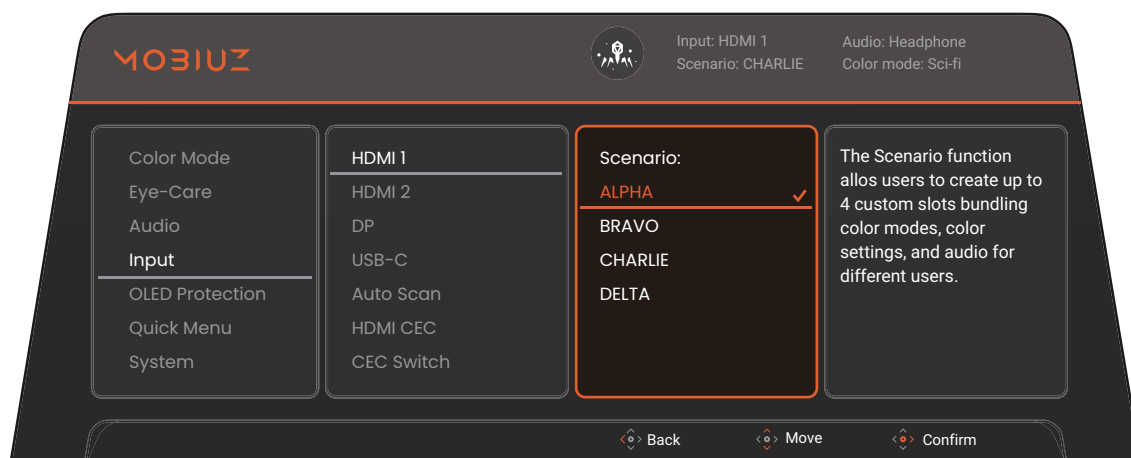 MOBIUZ
Input: HDMI 1
Scenario: CHARLIE
Audio: Headphone
Color mode: Sci-fi
Color Mode
Eye-Care
Audio
Input
OLED Protection
Quick Menu
System
HDMI 1
HDMI 2
DP
USB-C
Auto Scan
HDMI CEC
CEC Switch
Scenario:
ALPHA
BRAVO
CHARLIE
DELTA
The Scenario function
allos users to create up to
4 custom slots bundling
color modes, color
settings, and audio for
different users.
Back
Move
Confirm